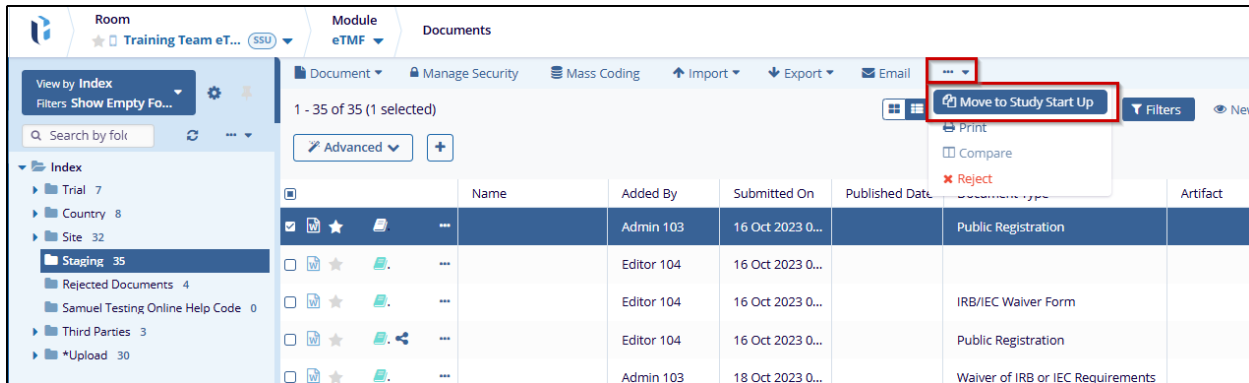 Room
Module
Training Team eT... SSU
eTMF
Documents
View by Index
Filters Show Empty Fo...
Document
Manage Security
Mass Coding
Import
Export
Email
...
Search by fol
...
1 - 35 of 35 (1 selected)
Move to Study Start Up
Filters
Print
Advanced
+
Compare
Reject
Index
Trial 7
Country 8
Site 32
Staging 35
Rejected Documents 4
Samuel Testing Online Help Code 0
Third Parties 3
*Upload 30
Name Added By Submitted On Published Date Document Type Artifact
... Admin 103 16 Oct 2023 0... Public Registration
... Editor 104 16 Oct 2023 0...
... Editor 104 16 Oct 2023 0... IRB/IEC Waiver Form
... Editor 104 16 Oct 2023 0... Public Registration
... Admin 103 18 Oct 2023 0... Waiver of IRB or IEC Requirements